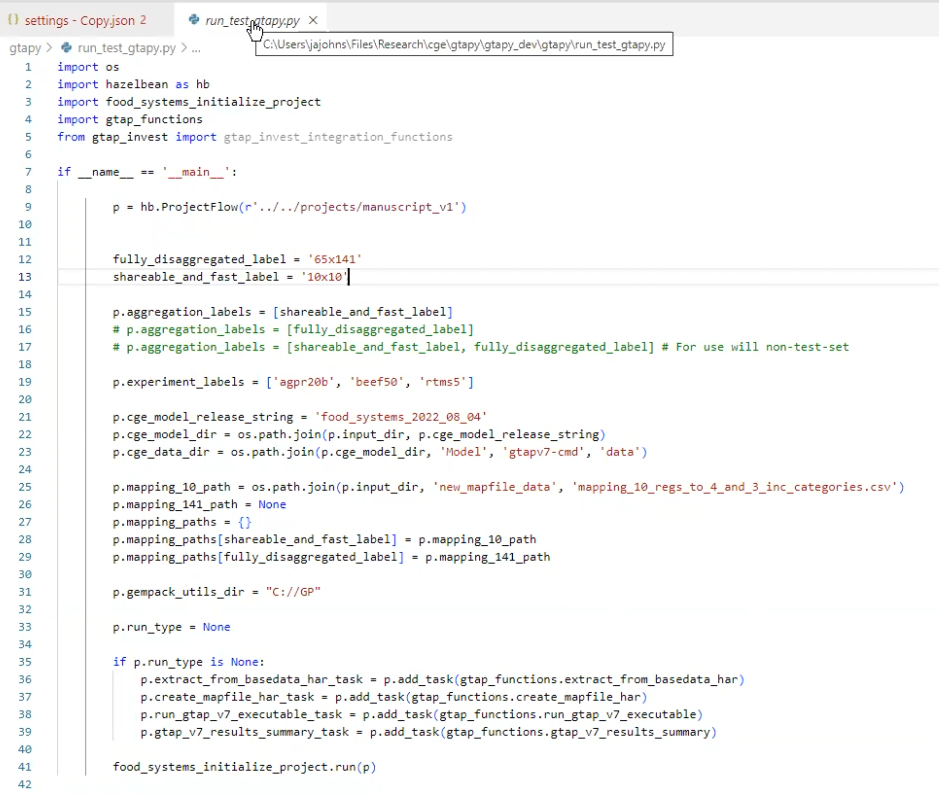 settings - Copy.json 2
run_test_gtapy.py
gtapy > run_test_gtapy.py > ...
C:\Users\jajohns\Files\Research\cge\gtapy\gtapy_dev\gtapy\run_test_gtapy.py
1 import os
2 import hazelbean as hb
3 import food_systems_initialize_project
4 import gtap_functions
5 from gtap_invest import gtap_invest_integration_functions
6
7 if __name__ == '__main__':
8
9 p = hb.ProjectFlow(r'../../projects/manuscript_v1')
10
11
12 fully_disaggregated_label = '65x141'
13 shareable_and_fast_label = '10x10'
14
15 p.aggregation_labels = [shareable_and_fast_label]
16 # p.aggregation_labels = [fully_disaggregated_label]
17 # p.aggregation_labels = [shareable_and_fast_label, fully_disaggregated_label] # For use will non-test-set
18
19 p.experiment_labels = ['agpr20b', 'beef50', 'rtms5']
20
21 p.cge_model_release_string = 'food_systems_2022_08_04'
22 p.cge_model_dir = os.path.join(p.input_dir, p.cge_model_release_string)
23 p.cge_data_dir = os.path.join(p.cge_model_dir, 'Model', 'gtapv7-cmd', 'data')
24
25 p.mapping_10_path = os.path.join(p.input_dir, 'new_mapfile_data', 'mapping_10_regs_to_4_and_3_inc_categories.csv')
26 p.mapping_141_path = None
27 p.mapping_paths = {}
28 p.mapping_paths[shareable_and_fast_label] = p.mapping_10_path
29 p.mapping_paths[fully_disaggregated_label] = p.mapping_141_path
30
31 p.gempack_utils_dir = "C://GP"
32
33 p.run_type = None
34
35 if p.run_type is None:
36 p.extract_from_basedata_har_task = p.add_task(gtap_functions.extract_from_basedata_har)
37 p.create_mapfile_har_task = p.add_task(gtap_functions.create_mapfile_har)
38 p.run_gtap_v7_executable_task = p.add_task(gtap_functions.run_gtap_v7_executable)
39 p.gtap_v7_results_summary_task = p.add_task(gtap_functions.gtap_v7_results_summary)
40
41 food_systems_initialize_project.run(p)
42